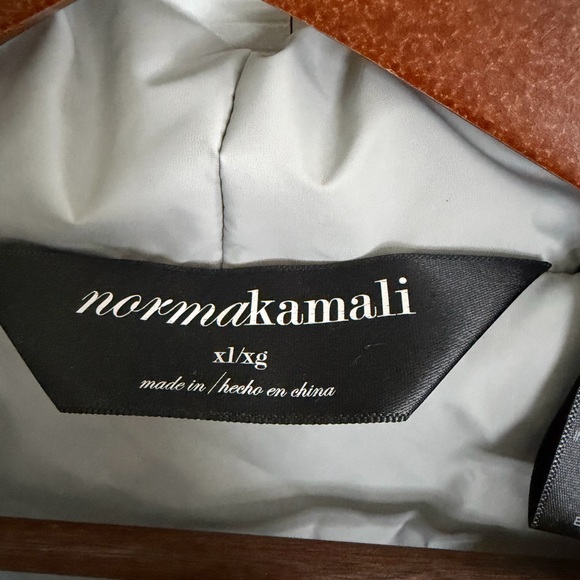 normakamali
xl/xg
made in/hecho en china